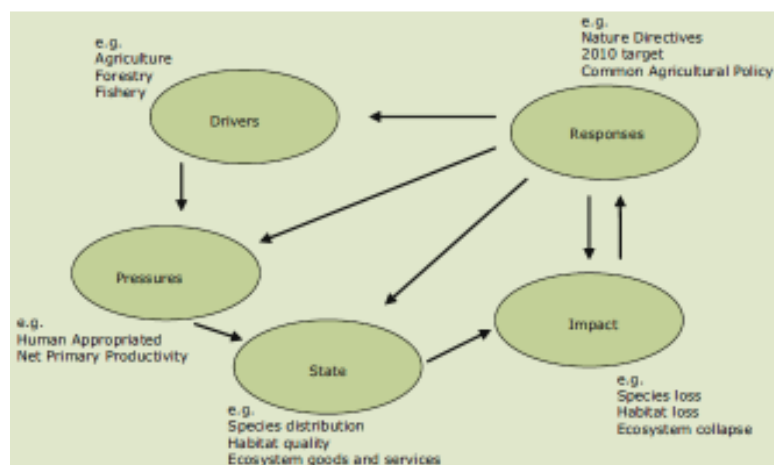 e.g.
Agriculture
Forestry
Fishery
Drivers
e.g.
Nature Directives
2010 target
Common Agricultural Policy
Responses
Pressures
e.g.
Human Appropriated
Net Primary Productivity
State
e.g.
Species distribution
Habitat quality
Ecosystem goods and services
Impact
e.g.
Species loss
Habitat loss
Ecosystem collapse